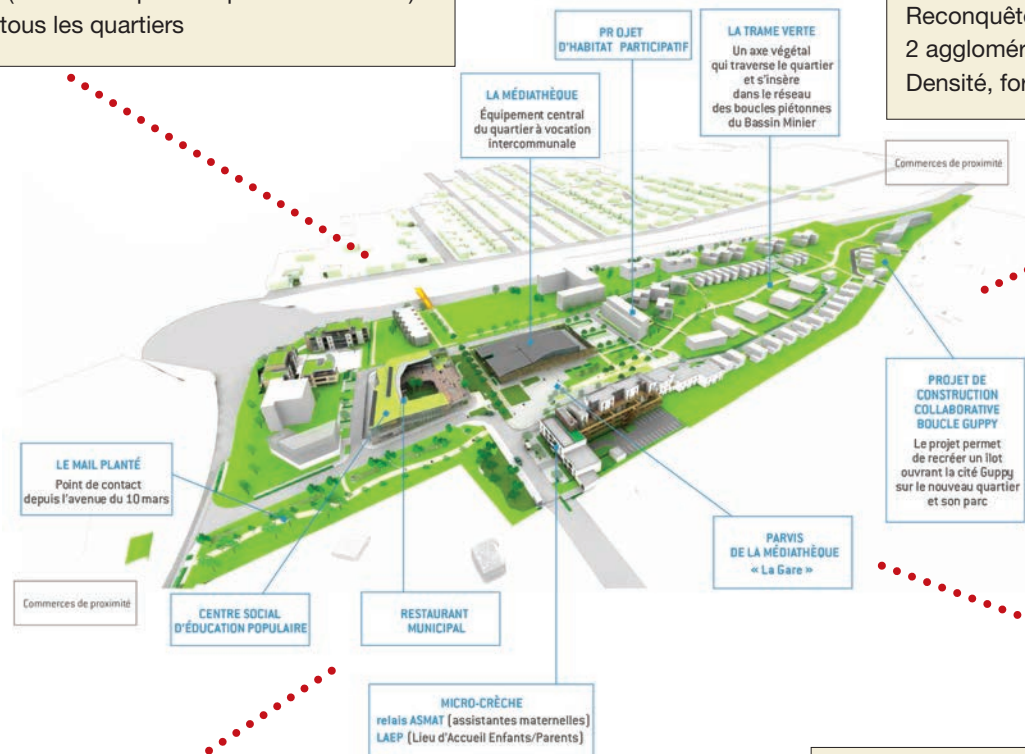 tous les quartiers
Reconquête
2 agglomér
Densité, for
PROJET
D'HABITAT PARTICIPATIF
LA TRAME VERTE
Un axe végétal
qui traverse le quartier
et s'insère
dans le réseau
des boucles piétonnes
du Bassin Minier
LA MÉDIATHÈQUE
Équipement central
du quartier à vocation
intercommunale
Commerces de proximité
PROJET DE
CONSTRUCTION
COLLABORATIVE
BOUCLE GUPPY
Le projet permet
de recréer un îlot
ouvrant la cité Guppy
sur le nouveau quartier
et son parc
LE MAIL PLANTÉ
Point de contact
depuis l'avenue du 10 mars
PARVIS
DE LA MÉDIATHÈQUE
« La Gare »
Commerces de proximité
CENTRE SOCIAL
D'ÉDUCATION POPULAIRE
RESTAURANT
MUNICIPAL
MICRO-CRÈCHE
relais ASMAT (assistantes maternelles)
LAEP (Lieu d'Accueil Enfants/Parents)